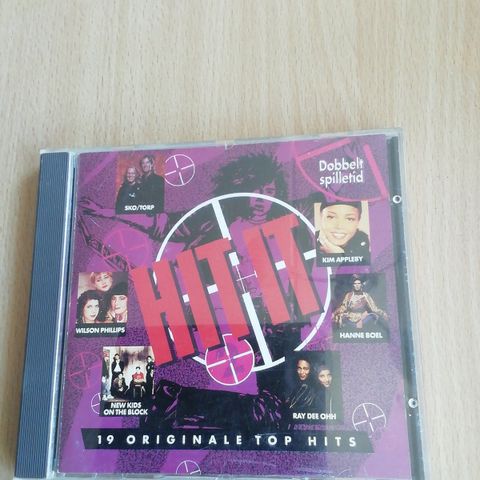 Dobbelt
spilletid
SKO/TORP
KIM APPLEBY
HIT IT
WILSON PHILLIPS
HANNE BOEL
NEW KIDS
ON THE BLOCK
RAY DEE OHH
19 ORIGINALE TOP HITS